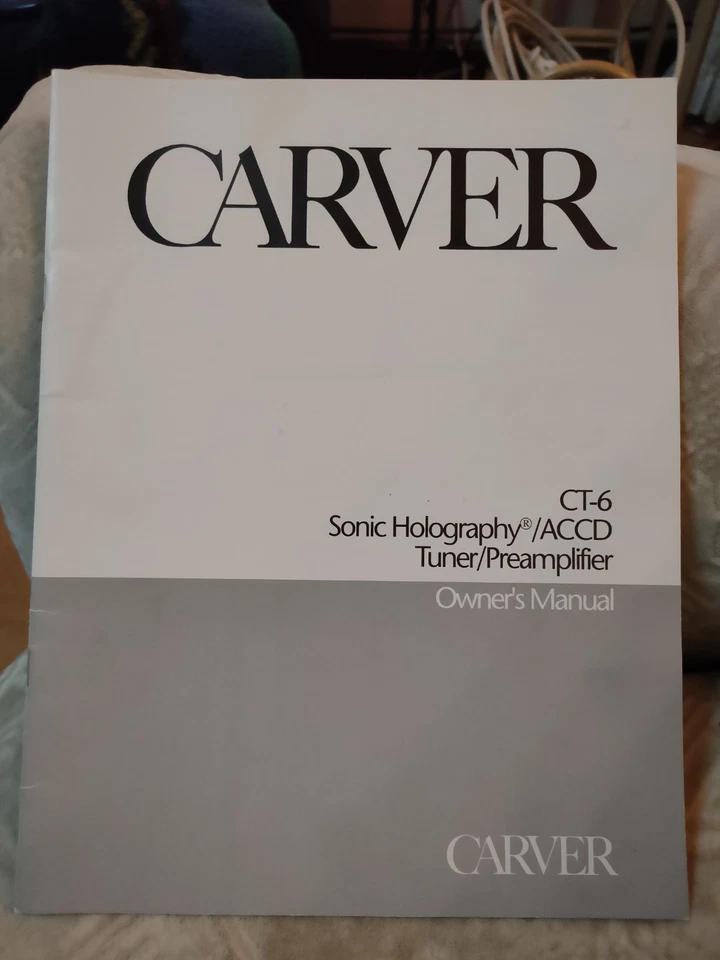 CARVER
CT-6
Sonic Holography®/ACCD
Tuner/Preamplifier
Owner's Manual
CARVER